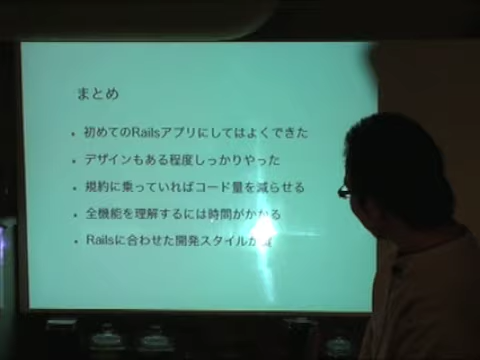 まとめ
・初めてのRailsアプリにしてはよくできた
・デザインもある程度しっかりやった
・規約に乗っていればコード量を減らせる
・全機能を理解するには時間がかかる
・Railsに合わせた開発スタイルが